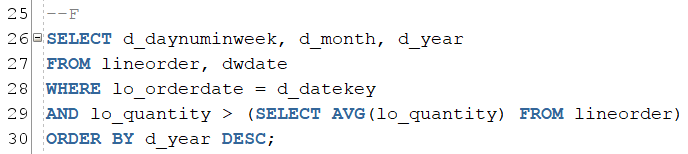 25 --F
26 SELECT d_daynuminweek, d_month, d_year
27 FROM lineorder, dwdate
28 WHERE lo_orderdate = d_datekey
29 AND lo_quantity > (SELECT AVG(lo_quantity) FROM lineorder)
30 ORDER BY d_year DESC;